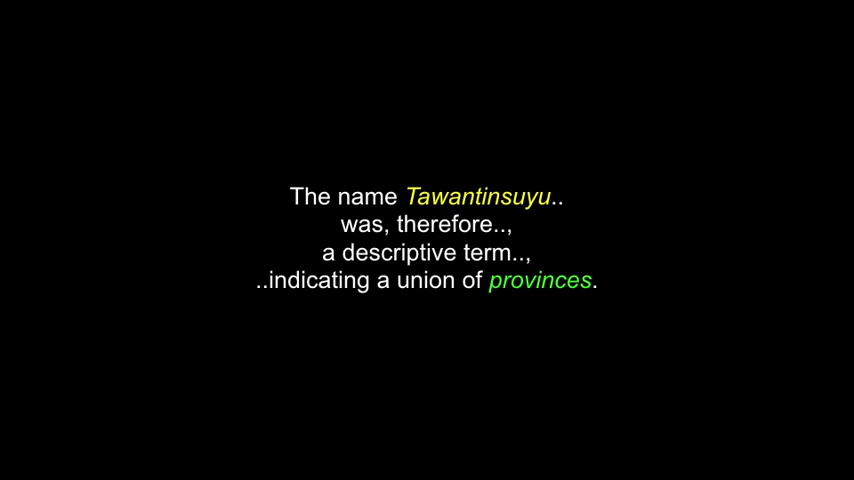 The name Tawantinsuyu..
was, therefore..,
a descriptive term..,
..indicating a union of provinces.